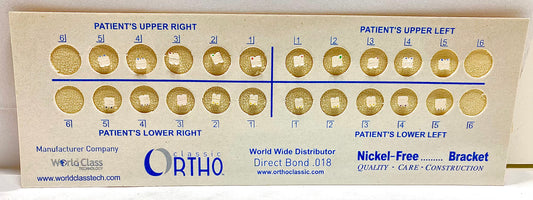 PATIENT'S UPPER RIGHT PATIENT'S UPPER LEFT
6 5 4 3 2 1 1 2 3 4 5 6
6 5 4 3 2 1 1 2 3 4 5 6
PATIENT'S LOWER RIGHT PATIENT'S LOWER LEFT
Manufacturer Company
World Class
TECHNOLOGY
www.worldclasstech.com
classic
ORTHO
World Wide Distributor
Direct Bond .018
www.orthoclassic.com
Nickel-Free ......... Bracket
QUALITY · CARE · CONSTRUCTION